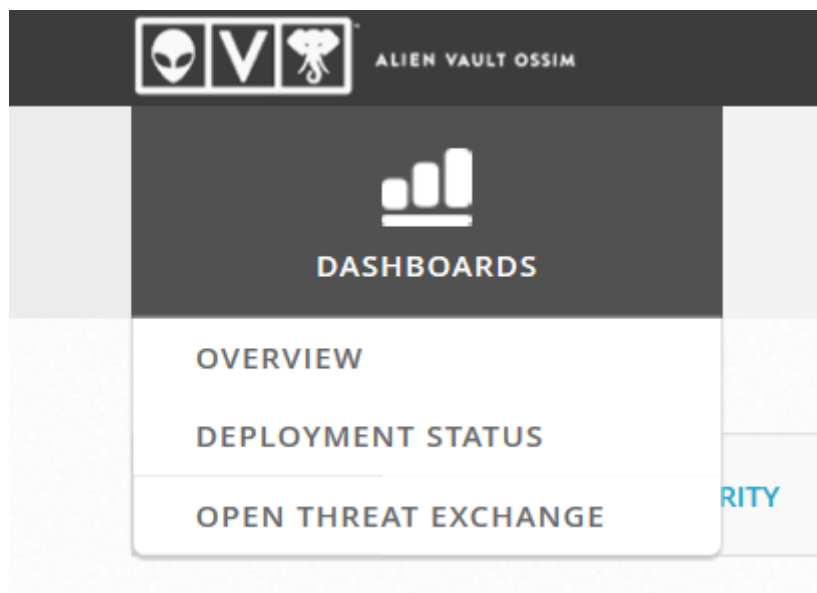 ALIEN VAULT OSSIM
DASHBOARDS
OVERVIEW
DEPLOYMENT STATUS
OPEN THREAT EXCHANGE
RITY